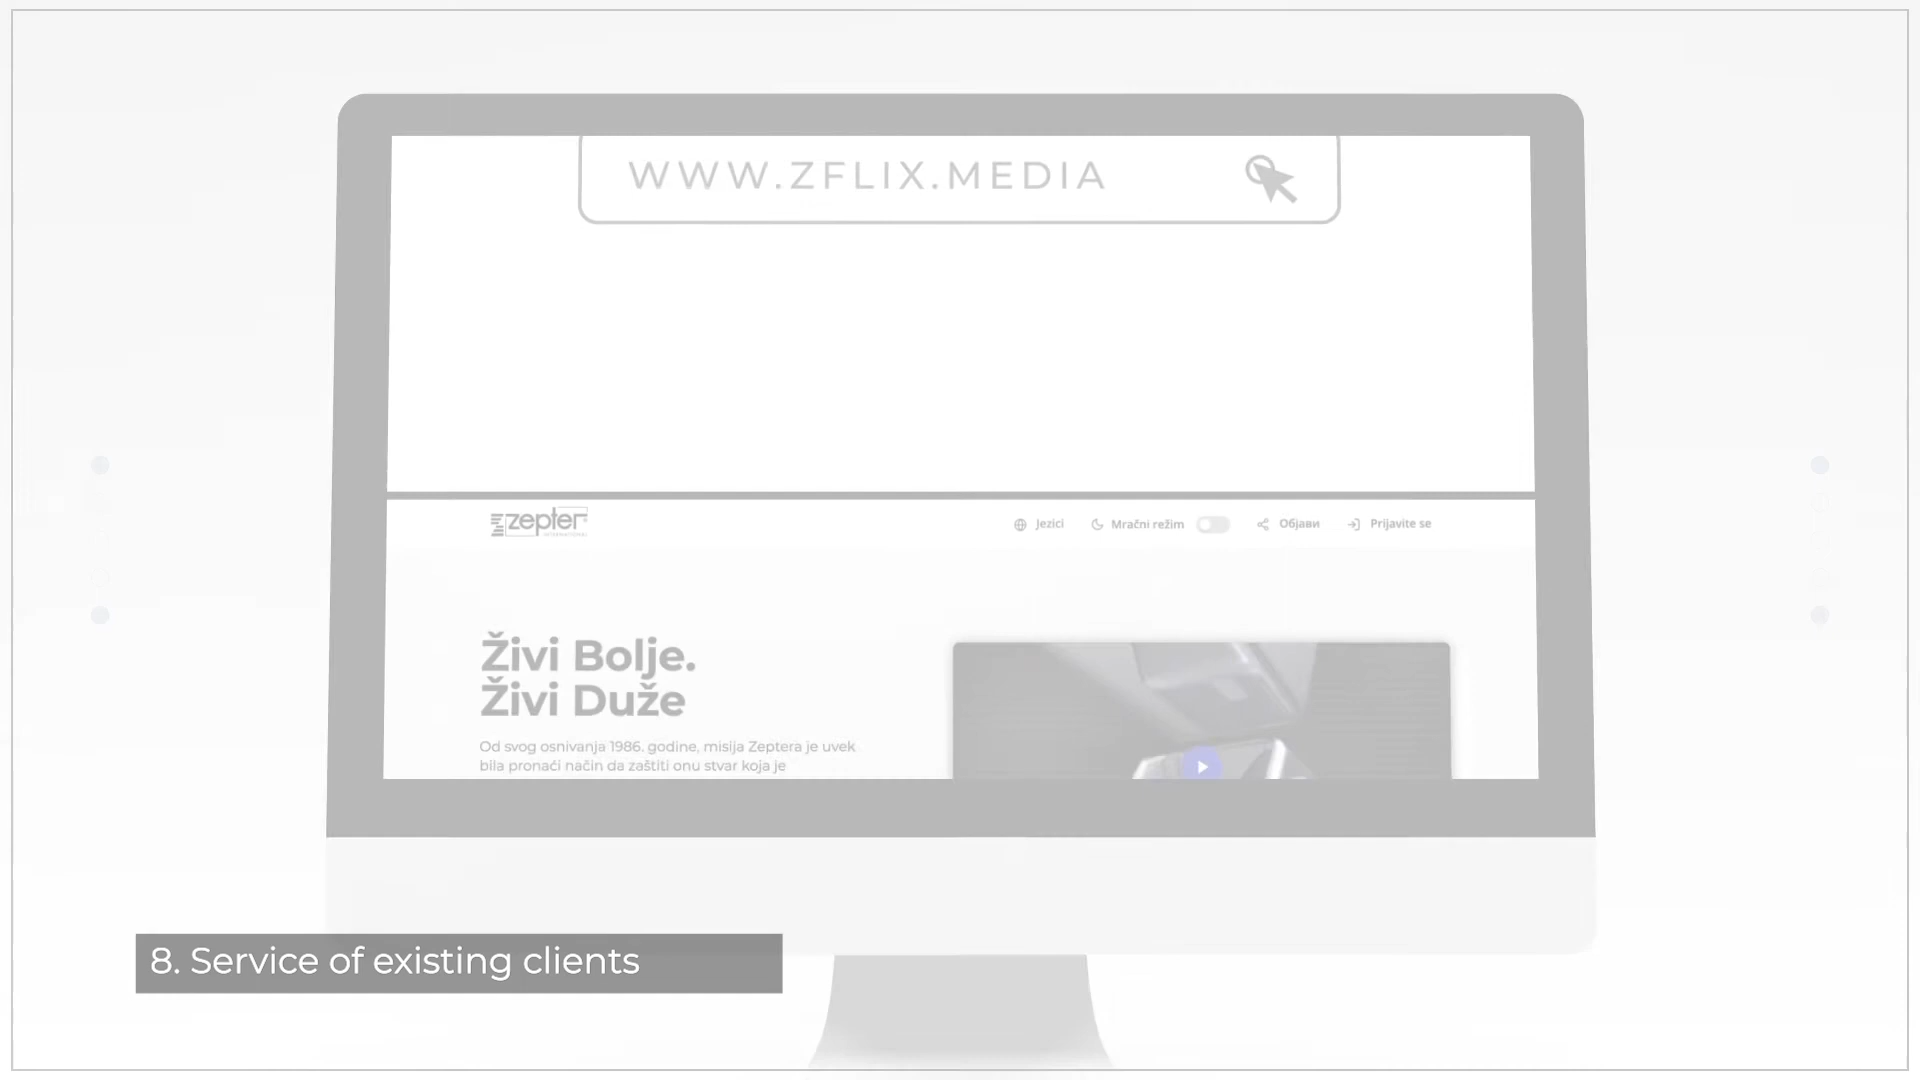 WWW.ZFLIX.MEDIA
zepter
INTERNATIONAL
Jezici
Mračni režim
Објави
Prijavite se
Živi Bolje.
Živi Duže
Od svog osnivanja 1986. godine, misija Zeptera je uvek
bila pronaći način da zaštiti onu stvar koja je
8. Service of existing clients